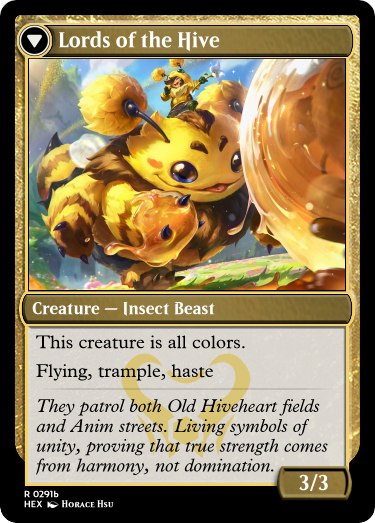 Lords of the Hive
Creature — Insect Beast
This creature is all colors.
Flying, trample, haste
They patrol both Old Hiveheart fields
and Anim streets. Living symbols of
unity, proving that true strength comes
from harmony, not domination.
3/3
R 0291b
HEX Horace Hsu